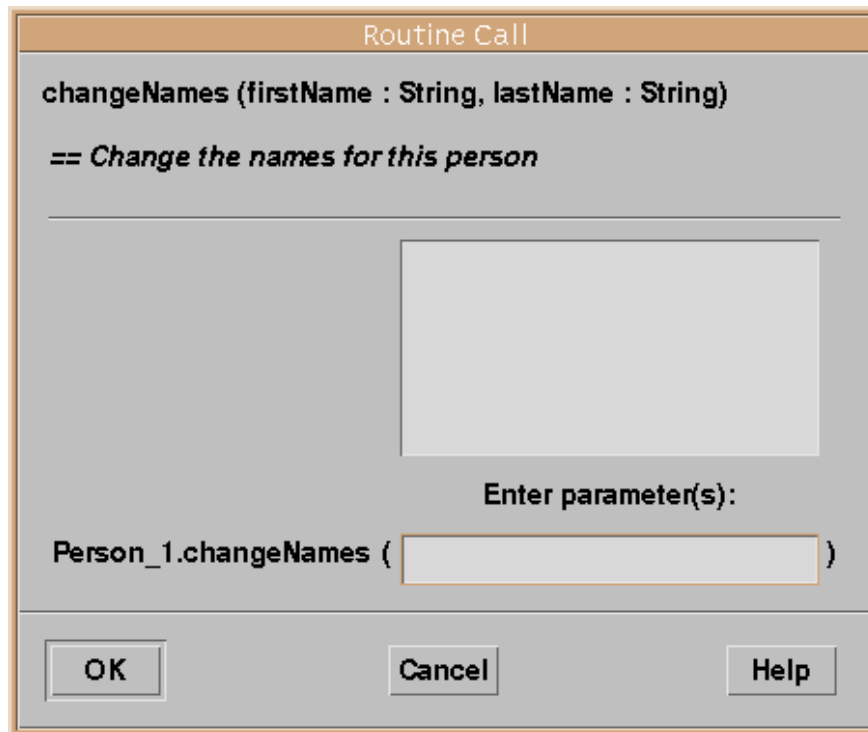 Routine Call
changeNames (firstName : String, lastName : String)
== Change the names for this person
Enter parameter(s):
Person_1.changeNames ( )
OK Cancel Help